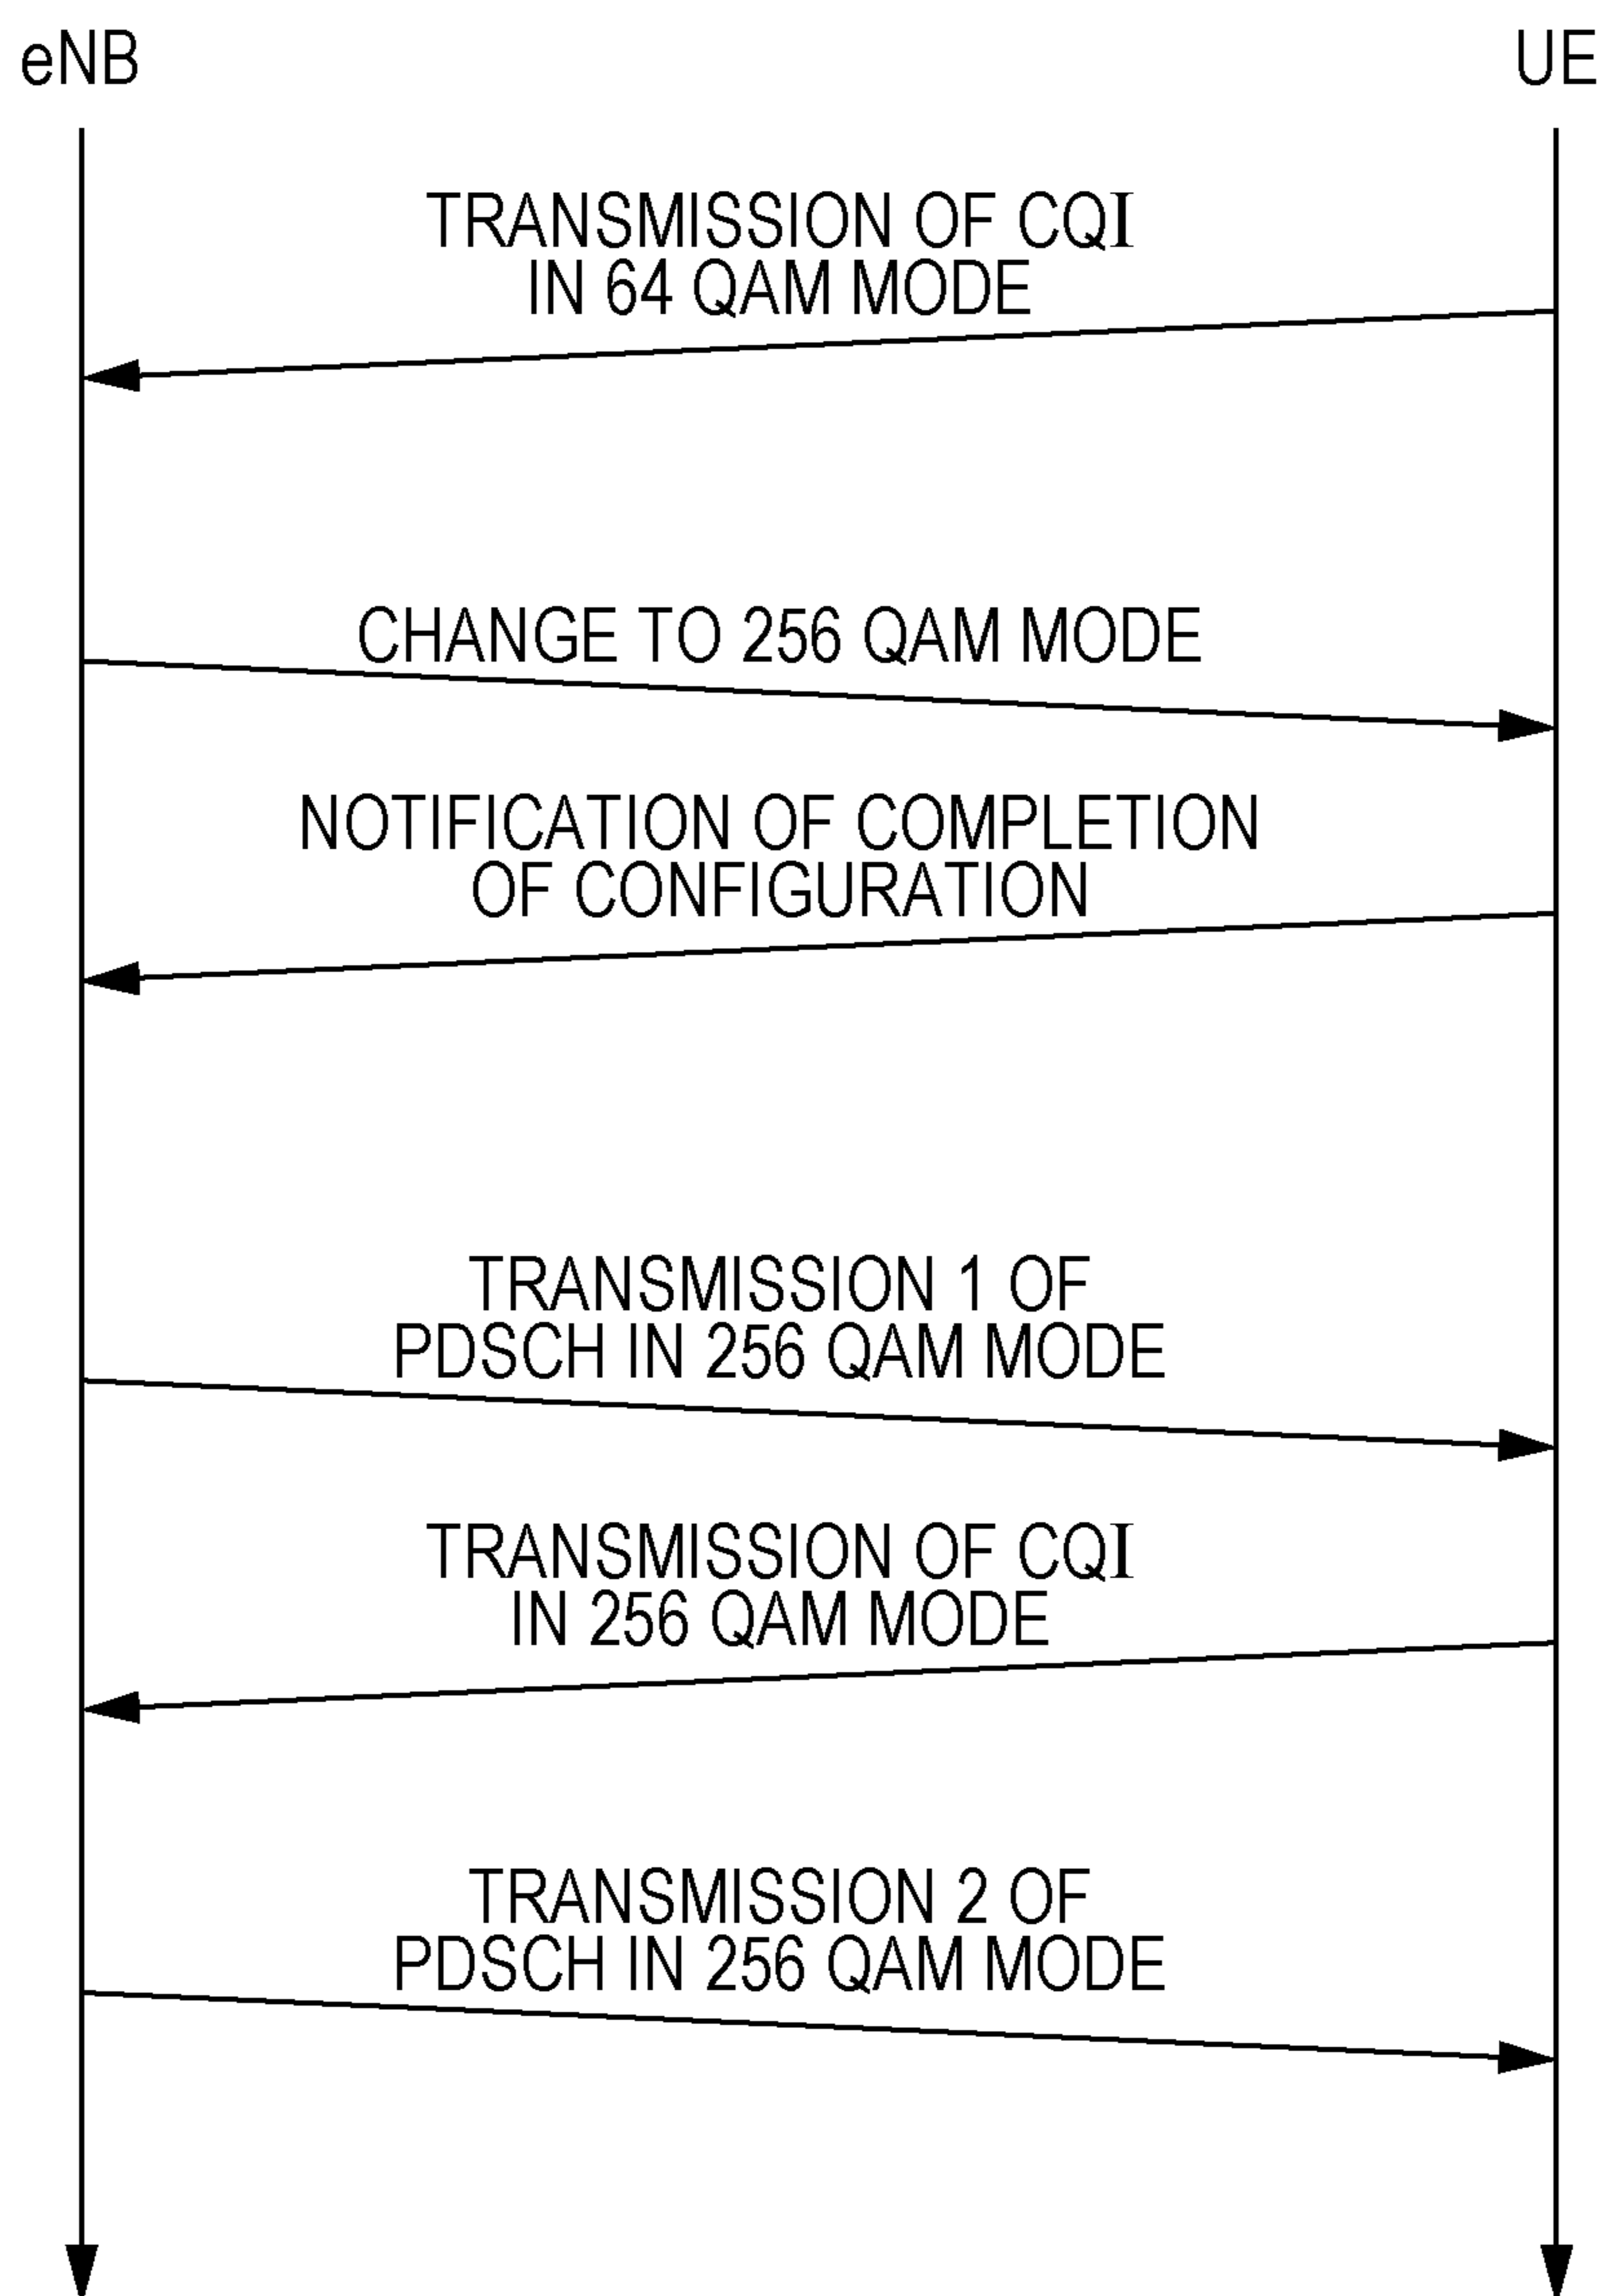 eNB
UE
TRANSMISSION OF CQI
IN 64 QAM MODE
CHANGE TO 256 QAM MODE
NOTIFICATION OF COMPLETION
OF CONFIGURATION
TRANSMISSION 1 OF
PDSCH IN 256 QAM MODE
TRANSMISSION OF CQI
IN 256 QAM MODE
TRANSMISSION 2 OF
PDSCH IN 256 QAM MODE